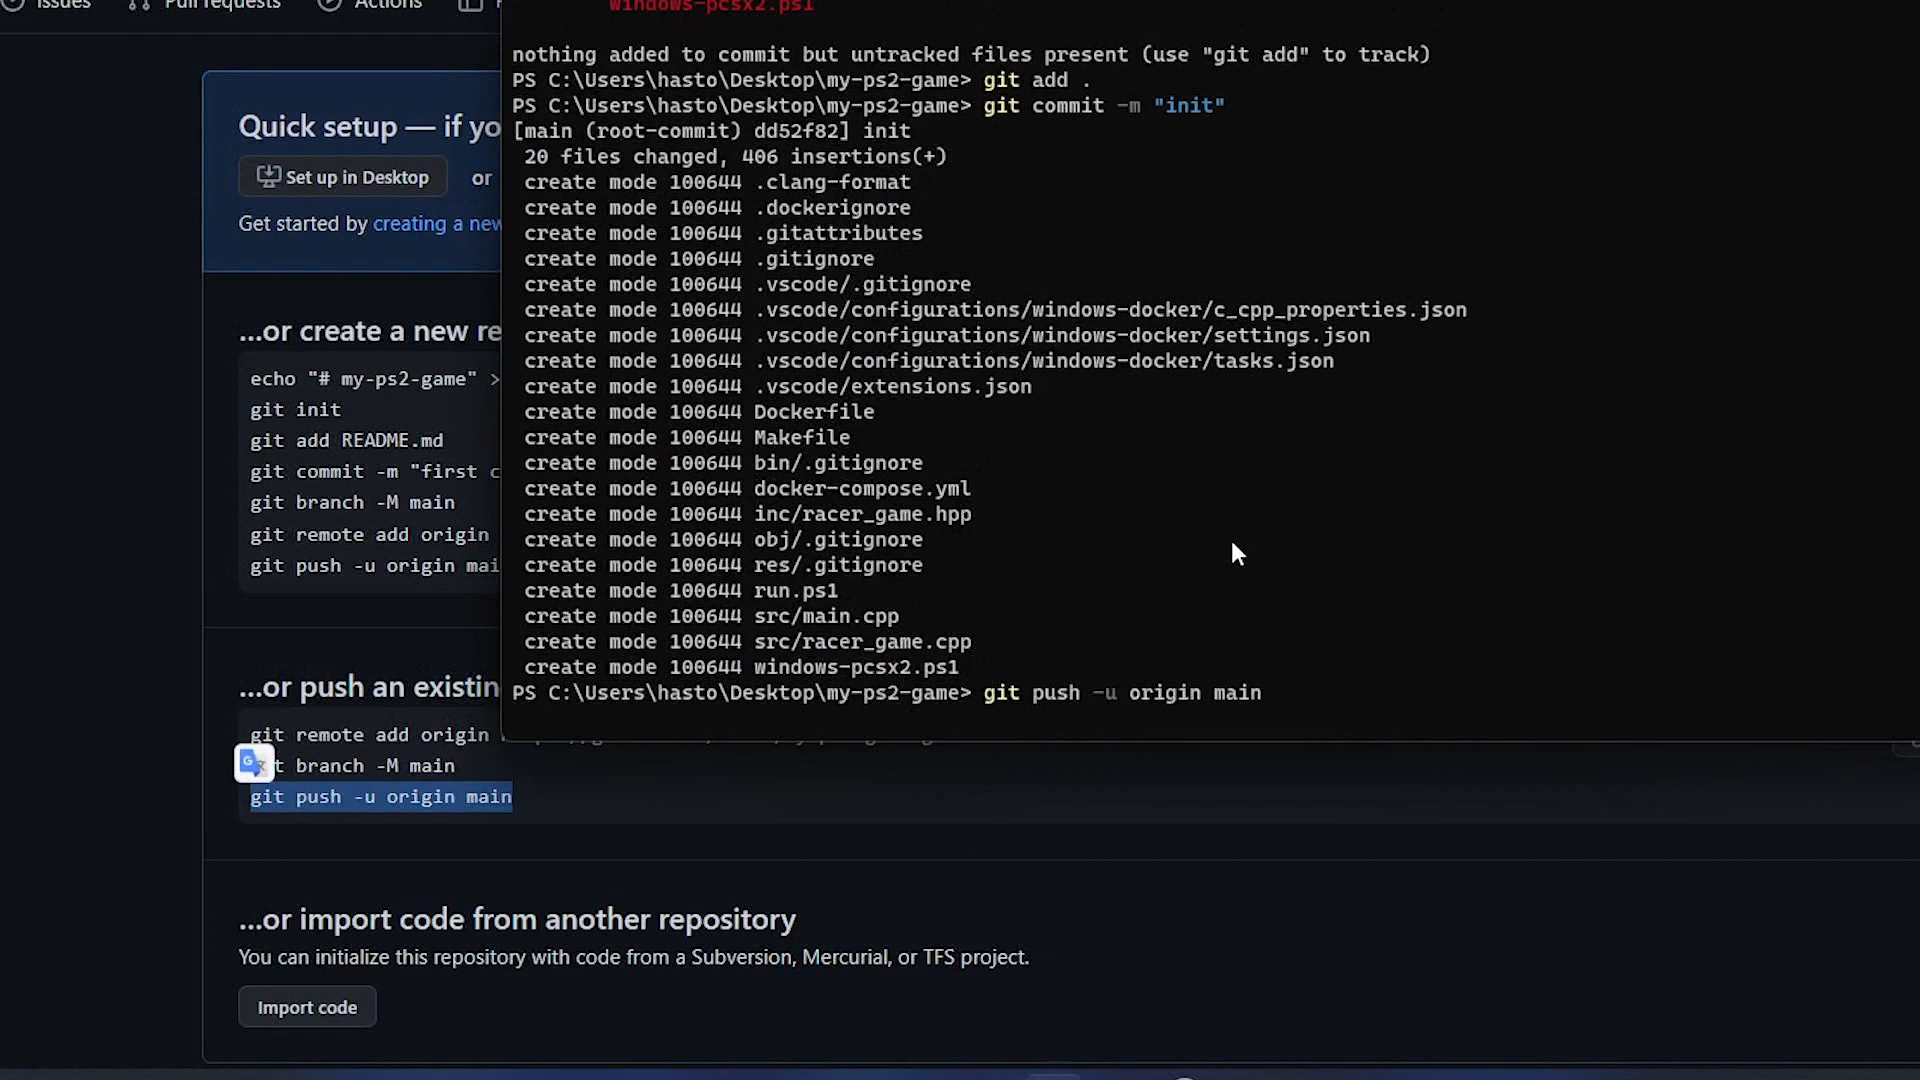 Issues
Pull requests
Actions
windows-pcsx2.ps1
nothing added to commit but untracked files present (use "git add" to track)
PS C:\Users\hasto\Desktop\my-ps2-game> git add .
PS C:\Users\hasto\Desktop\my-ps2-game> git commit -m "init"
[main (root-commit) dd52f82] init
20 files changed, 406 insertions(+)
create mode 100644 .clang-format
create mode 100644 .dockerignore
create mode 100644 .gitattributes
create mode 100644 .gitignore
create mode 100644 .vscode/.gitignore
create mode 100644 .vscode/configurations/windows-docker/c_cpp_properties.json
create mode 100644 .vscode/configurations/windows-docker/settings.json
create mode 100644 .vscode/configurations/windows-docker/tasks.json
create mode 100644 .vscode/extensions.json
create mode 100644 Dockerfile
create mode 100644 Makefile
create mode 100644 bin/.gitignore
create mode 100644 docker-compose.yml
create mode 100644 inc/racer_game.hpp
create mode 100644 obj/.gitignore
create mode 100644 res/.gitignore
create mode 100644 run.ps1
create mode 100644 src/main.cpp
create mode 100644 src/racer_game.cpp
create mode 100644 windows-pcsx2.ps1
PS C:\Users\hasto\Desktop\my-ps2-game> git push -u origin main
Quick setup — if yo
Set up in Desktop or
Get started by creating a new
...or create a new re
echo "# my-ps2-game" >
git init
git add README.md
git commit -m "first c
git branch -M main
git remote add origin
git push -u origin mai
...or push an existin
git remote add origin
t branch -M main
git push -u origin main
...or import code from another repository
You can initialize this repository with code from a Subversion, Mercurial, or TFS project.
Import code